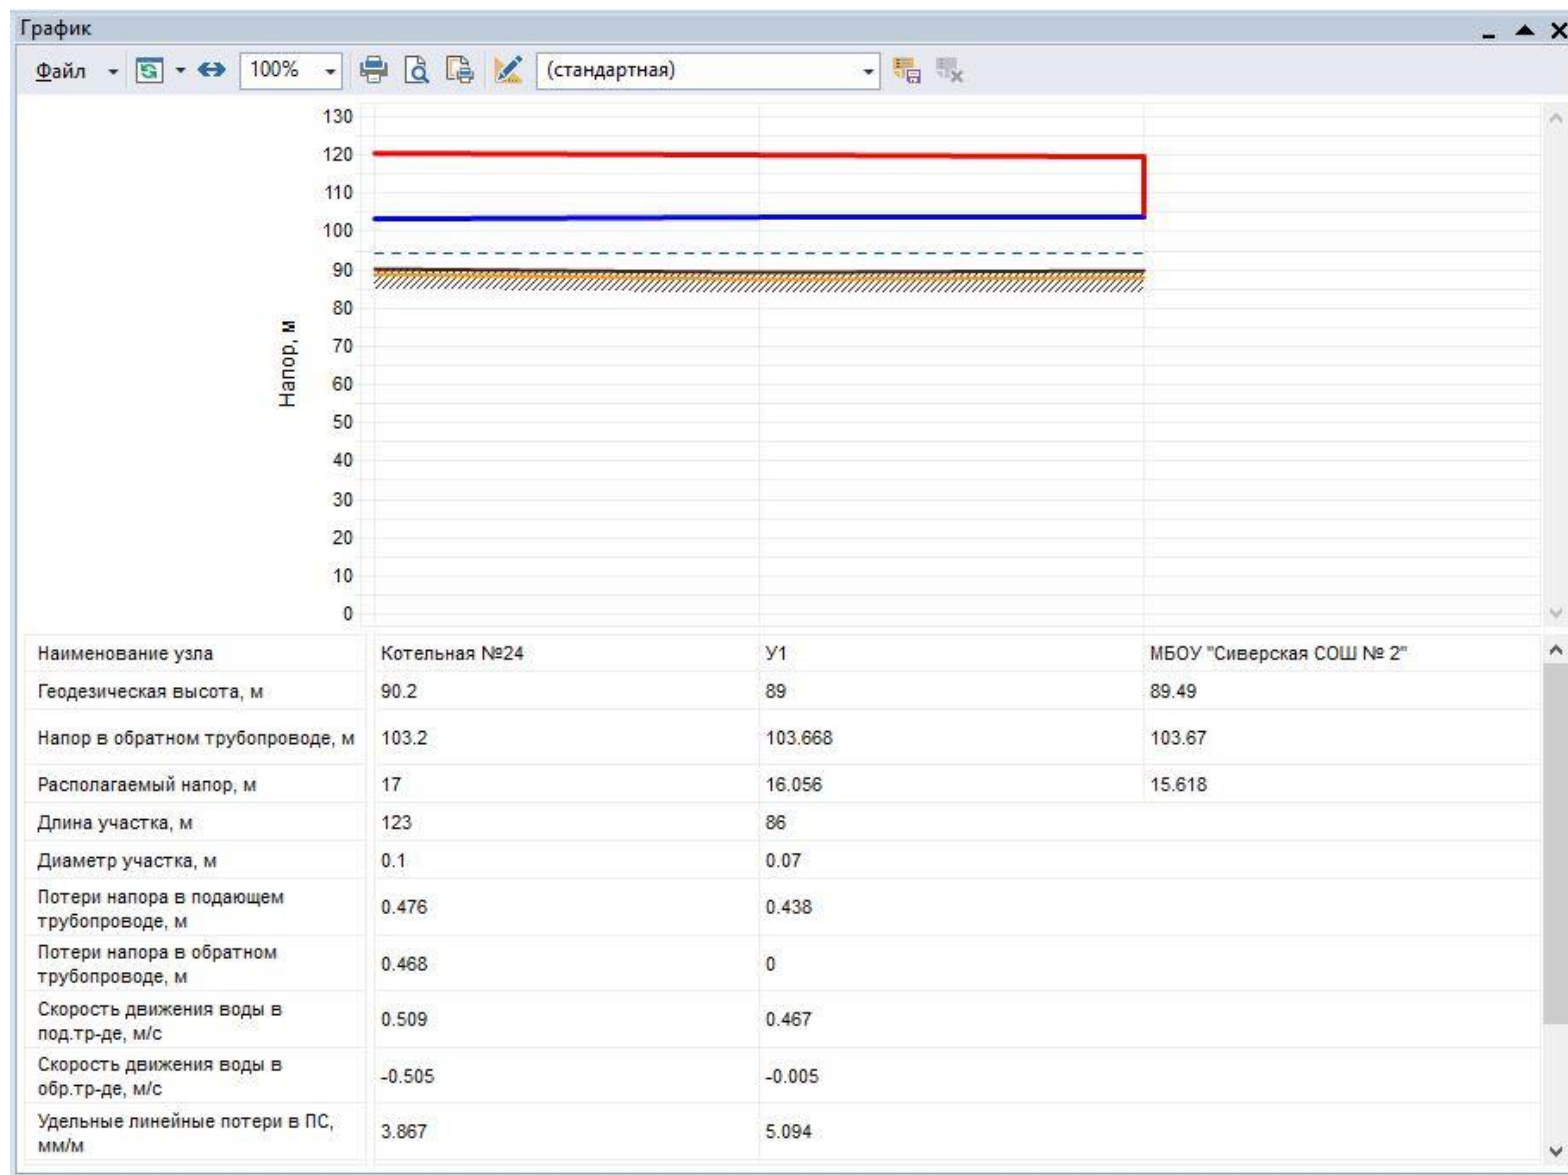 График
Файл 100% (стандартная)
130
120
110
100
90
80
70
60
50
40
30
20
10
0
Напор, м
Наименование узла Котельная №24 У1 МБОУ "Сиверская СОШ № 2"
Геодезическая высота, м 90.2 89 89.49
Напор в обратном трубопроводе, м 103.2 103.668 103.67
Располагаемый напор, м 17 16.056 15.618
Длина участка, м 123 86
Диаметр участка, м 0.1 0.07
Потери напора в подающем
трубопроводе, м 0.476 0.438
Потери напора в обратном
трубопроводе, м 0.468 0
Скорость движения воды в
под.тр-де, м/с 0.509 0.467
Скорость движения воды в
обр.тр-де, м/с -0.505 -0.005
Удельные линейные потери в ПС,
мм/м 3.867 5.094